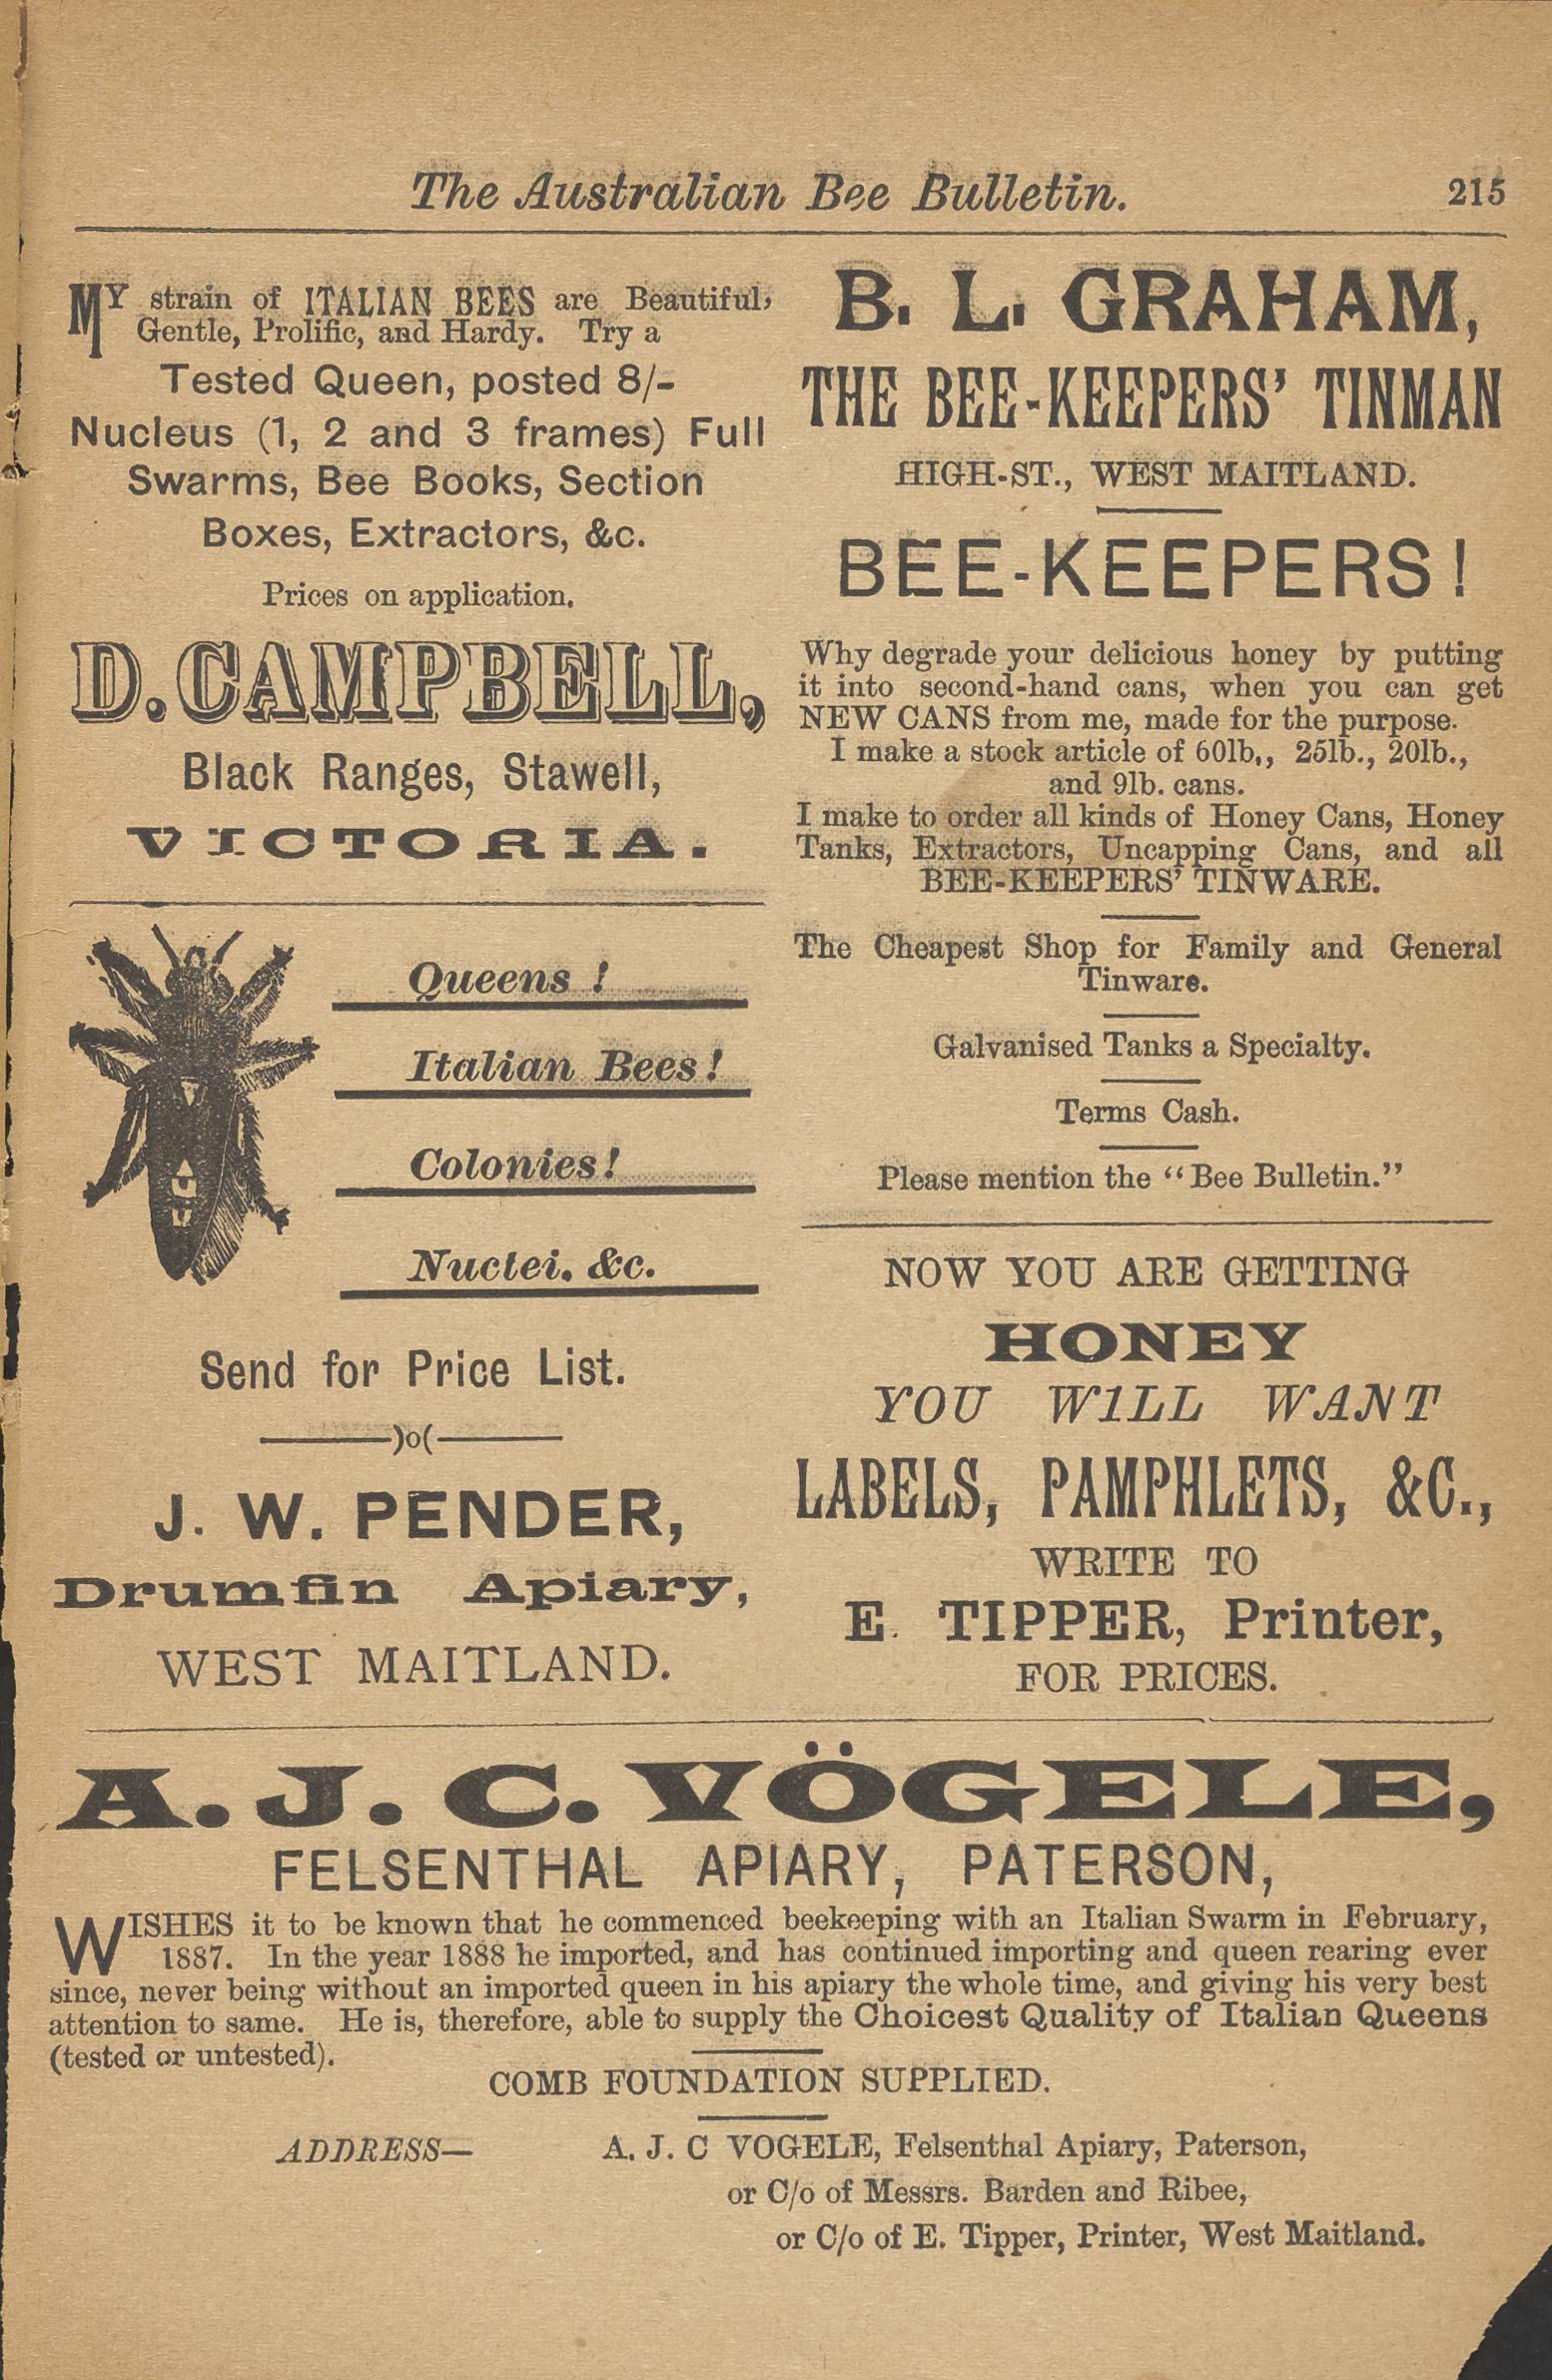 The Australian Bee Bulletin. 215
MY strain of ITALIAN BEES are Beautiful,
Gentle, Prolific, and Hardy. Try a
Tested Queen, posted 8/-
Nucleus (1, 2 and 3 frames) Full
Swarms, Bee Books, Section
Boxes, Extractors, &c.
Prices on application.
D. CAMPBELL,
Black Ranges, Stawell,
VICTORIA.
Queens !
Italian Bees!
Colonies!
Nuctei. &c.
Send for Price List.
)o(
J. W. PENDER,
Drumfin Apiary,
WEST MAITLAND.
B. L. GRAHAM,
THE BEE-KEEPERS' TINMAN
HIGH-ST., WEST MAITLAND.
BEE-KEEPERS!
Why degrade your delicious honey by putting
it into second-hand cans, when you can get
NEW CANS from me, made for the purpose.
I make a stock article of 60lb., 25lb., 20lb.,
and 9lb. cans.
I make to order all kinds of Honey Cans, Honey
Tanks, Extractors, Uncapping Cans, and all
BEE-KEEPERS' TINWARE.
The Cheapest Shop for Family and General
Tinware.
Galvanised Tanks a Specialty.
Terms Cash.
Please mention the "Bee Bulletin."
NOW YOU ARE GETTING
HONEY
YOU W1LL WANT
LABELS, PAMPHLETS, &C.,
WRITE TO
E. TIPPER, Printer,
FOR PRICES.
A. J. C. VÖGELE,
FELSENTHAL APIARY, PATERSON,
WISHES it to be known that he commenced beekeeping with an Italian Swarm in February,
1887. In the year 1888 he imported, and has continued importing and queen rearing ever
since, never being without an imported queen in his apiary the whole time, and giving his very best
attention to same. He is, therefore, able to supply the Choicest Quality of Italian Queens
(tested or untested).
COMB FOUNDATION SUPPLIED.
ADDRESS— A. J. C VOGELE, Felsenthal Apiary, Paterson,
or C/o of Messrs. Barden and Ribee,
or C/o of E. Tipper, Printer, West Maitland.